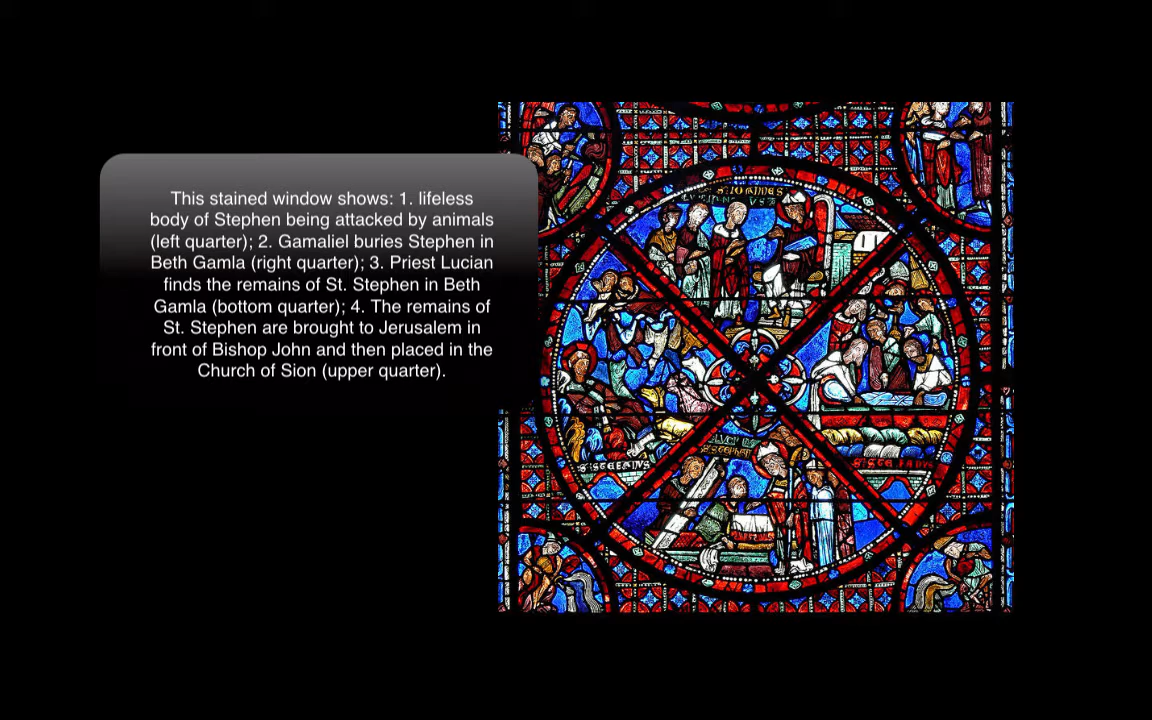 This stained window shows: 1. lifeless
body of Stephen being attacked by animals
(left quarter); 2. Gamaliel buries Stephen in
Beth Gamla (right quarter); 3. Priest Lucian
finds the remains of St. Stephen in Beth
Gamla (bottom quarter); 4. The remains of
St. Stephen are brought to Jerusalem in
front of Bishop John and then placed in the
Church of Sion (upper quarter).